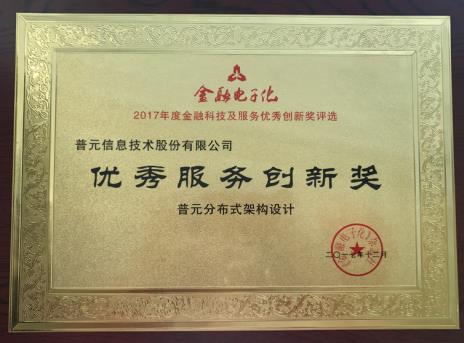 金融电子化
2017年度金融科技及服务优秀创新奖评选
普元信息技术股份有限公司
优秀服务创新奖
普元分布式架构设计
二〇一七年十二月